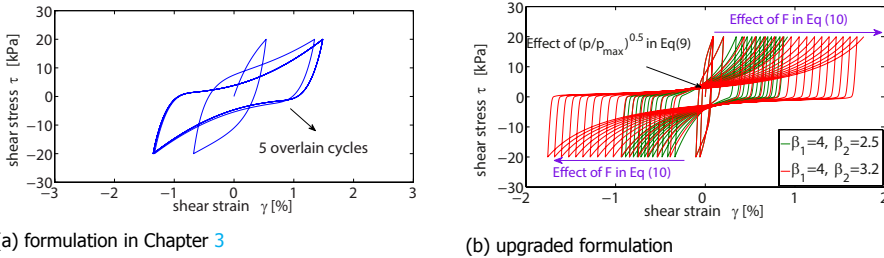 30
20
10
0
−10
−20
−30
−3 −2 −1 0 1 2 3
shear stress τ [kPa]
shear strain γ [%]
5 overlain cycles
(a) formulation in Chapter 3
30
20
10
0
−10
−20
−30
−2 −1 0 1 2
shear stress τ [kPa]
shear strain γ [%]
Effect of F in Eq (10)
Effect of (p/pmax)^0.5 in Eq(9)
Effect of F in Eq (10)
β1=4, β2=2.5
β1=4, β2=3.2
(b) upgraded formulation